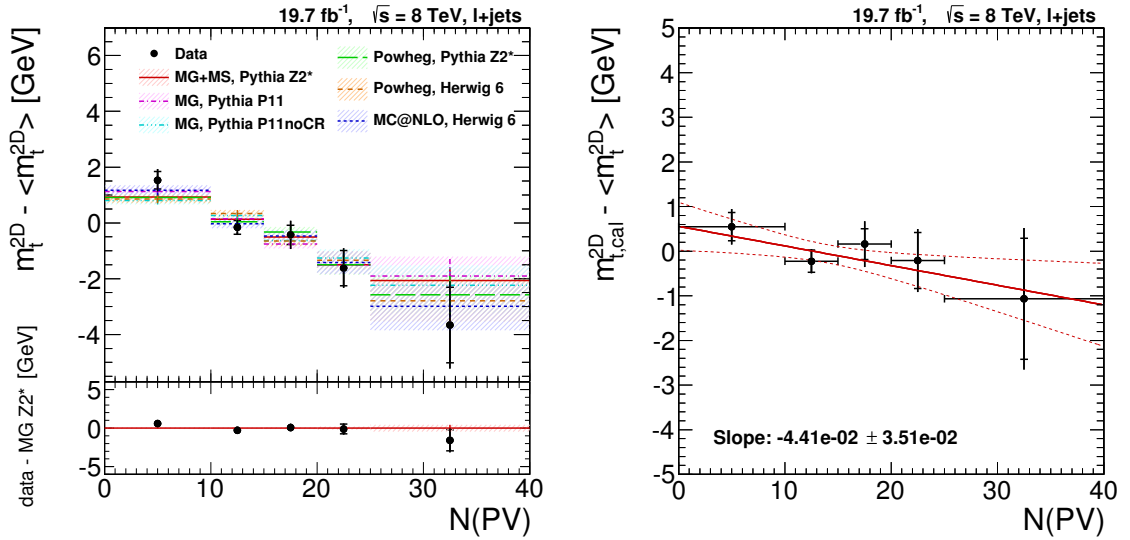 19.7 fb⁻¹, √s = 8 TeV, l+jets
m_t^2D - <m_t^2D> [GeV]
Data
MG+MS, Pythia Z2*
MG, Pythia P11
MG, Pythia P11noCR
Powheg, Pythia Z2*
Powheg, Herwig 6
MC@NLO, Herwig 6
6
4
2
0
-2
-4
data - MG Z2* [GeV]
5
0
-5
0 10 20 30 40
N(PV)
19.7 fb⁻¹, √s = 8 TeV, l+jets
m_t,cal^2D - <m_t^2D> [GeV]
5
4
3
2
1
0
-1
-2
-3
-4
-5
Slope: -4.41e-02 ± 3.51e-02
0 10 20 30 40
N(PV)